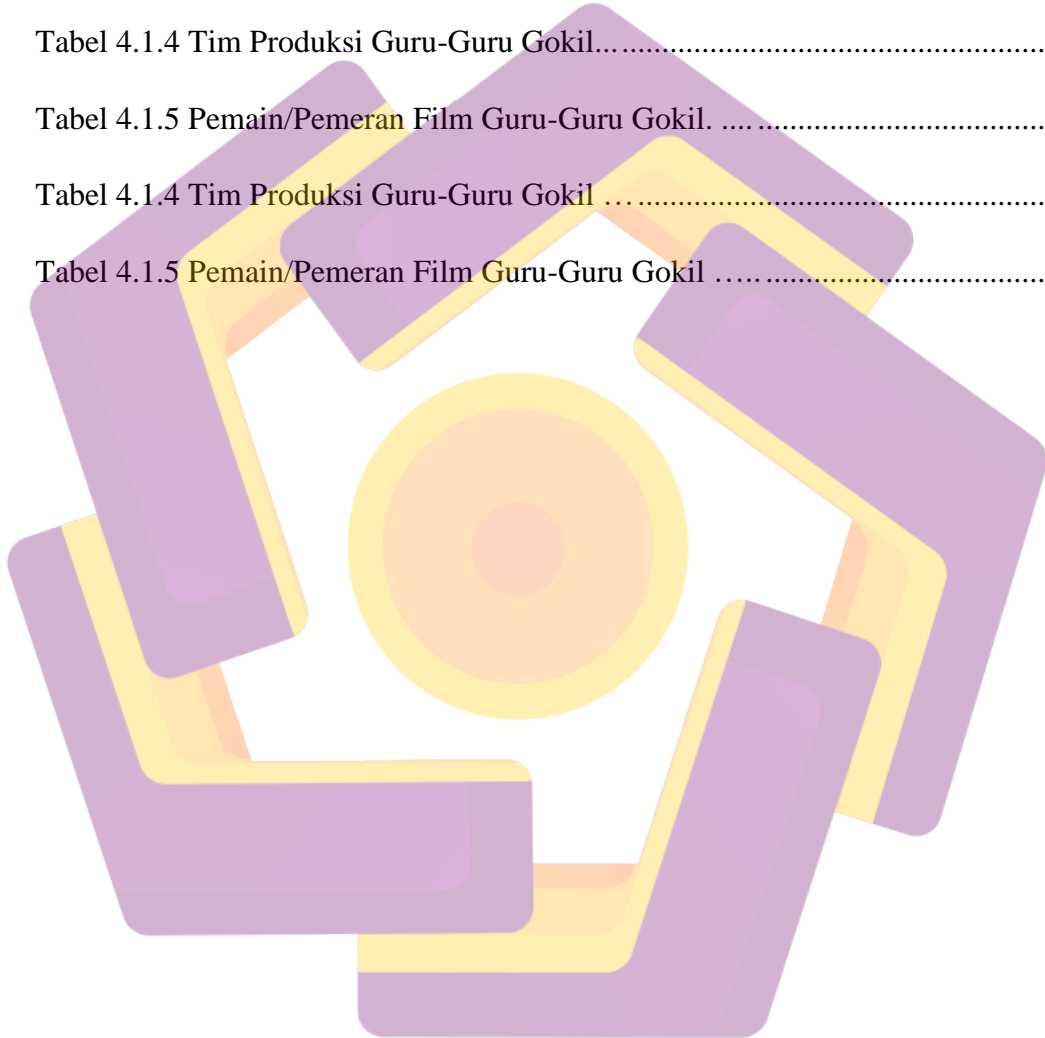 Tabel 4.1.4 Tim Produksi Guru-Guru Gokil... ..........................................................
Tabel 4.1.5 Pemain/Pemeran Film Guru-Guru Gokil. .... ........................................
Tabel 4.1.4 Tim Produksi Guru-Guru Gokil … ........................................................
Tabel 4.1.5 Pemain/Pemeran Film Guru-Guru Gokil ….. .......................................